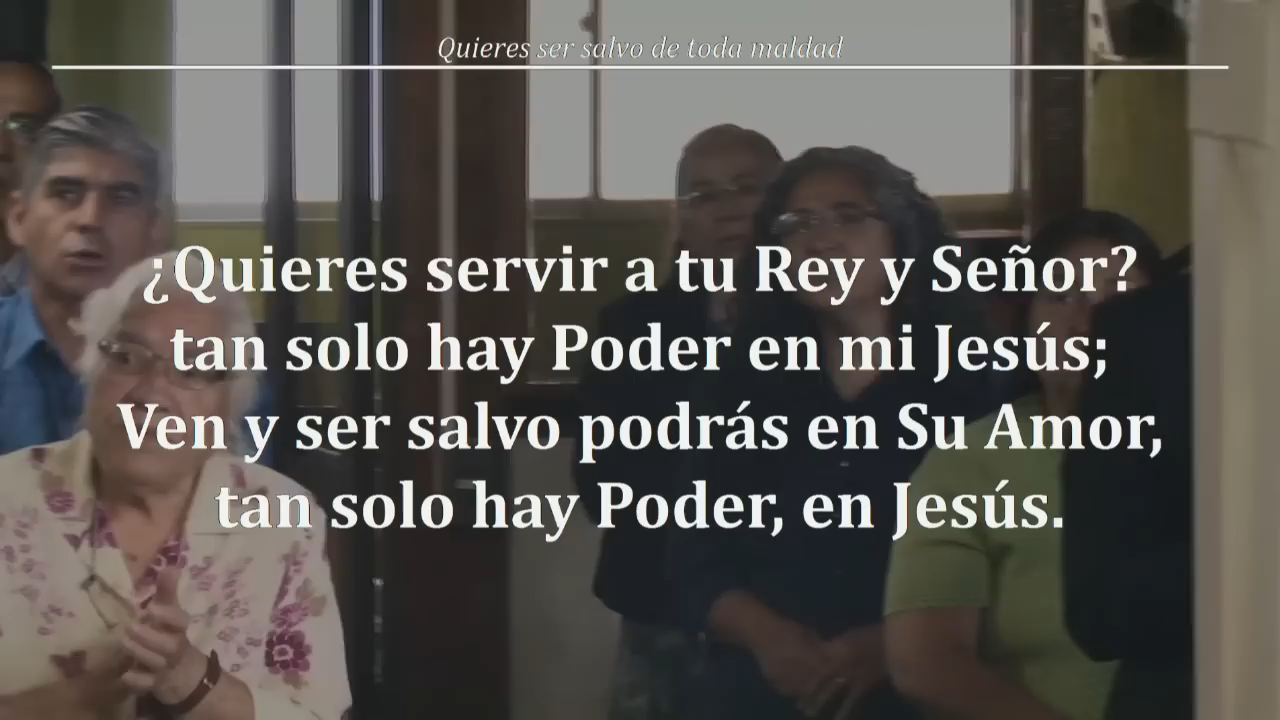 Quieres ser salvo de toda maldad
¿Quieres servir a tu Rey y Señor?
tan solo hay Poder en mi Jesús;
Ven y ser salvo podrás en Su Amor,
tan solo hay Poder, en Jesús.